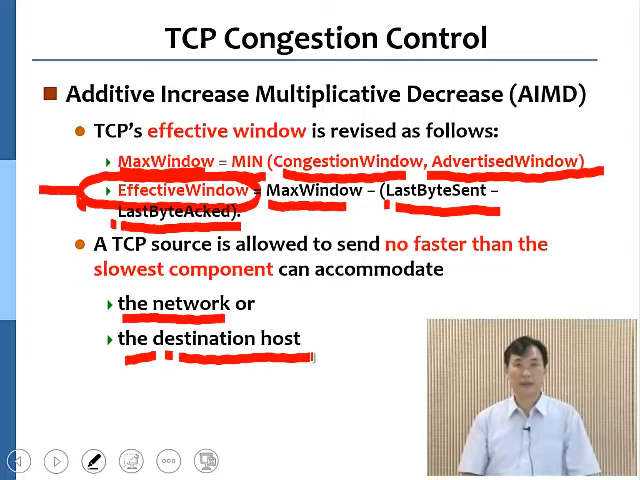 TCP Congestion Control
Additive Increase Multiplicative Decrease (AIMD)
TCP's effective window is revised as follows:
MaxWindow = MIN (CongestionWindow, AdvertisedWindow)
EffectiveWindow = MaxWindow – (LastByteSent –
LastByteAcked).
A TCP source is allowed to send no faster than the
slowest component can accommodate
the network or
the destination host